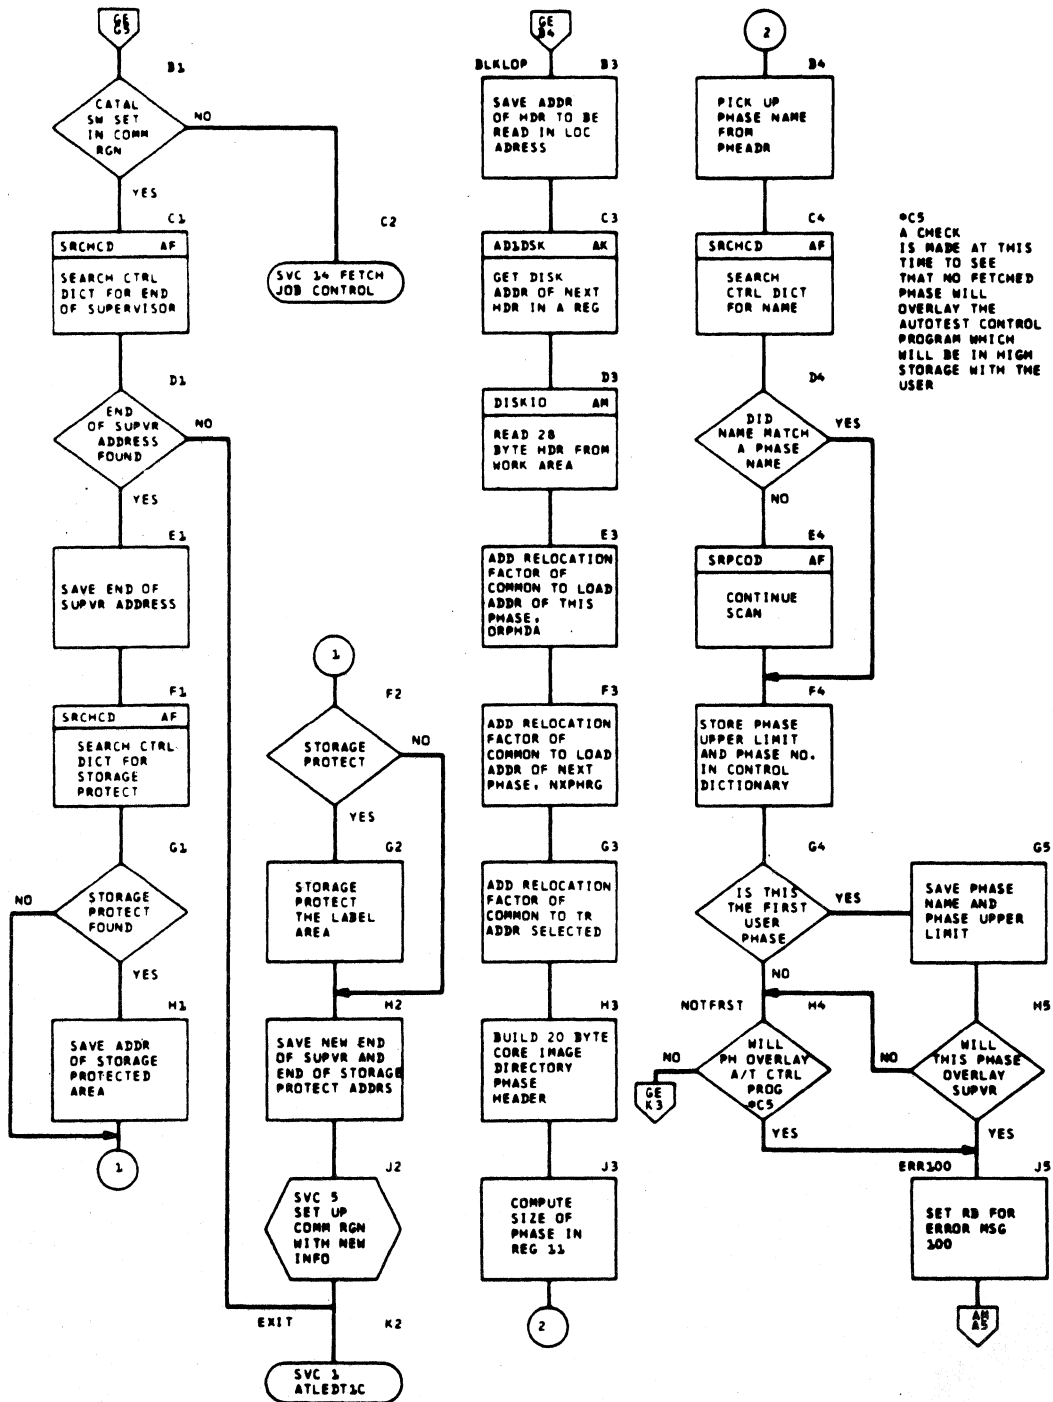 GE
G5
B1
CATAL
SW SET
IN COMM
RGN
NO
YES
C1
SRCHCD AF
SEARCH CTRL
DICT FOR END
OF SUPERVISOR
C2
SVC 14 FETCH
JOB CONTROL
D1
END
OF SUPVR
ADDRESS
FOUND
NO
YES
E1
SAVE END OF
SUPVR ADDRESS
F1
SRCHCD AF
SEARCH CTRL
DICT FOR
STORAGE
PROTECT
G1
STORAGE
PROTECT
FOUND
NO
YES
H1
SAVE ADDR
OF STORAGE
PROTECTED
AREA
1
1
F2
STORAGE
PROTECT
NO
YES
G2
STORAGE
PROTECT
THE LABEL
AREA
H2
SAVE NEW END
OF SUPVR AND
END OF STORAGE
PROTECT ADDRS
J2
SVC 5
SET UP
COMM RGN
WITH NEW
INFO
EXIT
K2
SVC 1
ATLEDT1C
GE
B4
BLKLOP
B3
SAVE ADDR
OF HDR TO BE
READ IN LOC
ADRESS
C3
AD1DSK AK
GET DISK
ADDR OF NEXT
HDR IN A REG
D3
DISKIO AM
READ 28
BYTE HDR FROM
WORK AREA
E3
ADD RELOCATION
FACTOR OF
COMMON TO LOAD
ADDR OF THIS
PHASE,
ORPHDA
F3
ADD RELOCATION
FACTOR OF
COMMON TO LOAD
ADDR OF NEXT
PHASE, NXPHRG
G3
ADD RELOCATION
FACTOR OF
COMMON TO TR
ADDR SELECTED
H3
BUILD 20 BYTE
CORE IMAGE
DIRECTORY
PHASE
HEADER
J3
COMPUTE
SIZE OF
PHASE IN
REG 11
2
2
B4
PICK UP
PHASE NAME
FROM
PHEADR
C4
SRCHCD AF
SEARCH
CTRL DICT
FOR NAME
*C5
A CHECK
IS MADE AT THIS
TIME TO SEE
THAT NO FETCHED
PHASE WILL
OVERLAY THE
AUTOTEST CONTROL
PROGRAM WHICH
WILL BE IN HIGH
STORAGE WITH THE
USER
D4
DID
NAME MATCH
A PHASE
NAME
YES
NO
E4
SRPCOD AF
CONTINUE
SCAN
F4
STORE PHASE
UPPER LIMIT
AND PHASE NO.
IN CONTROL
DICTIONARY
G4
IS THIS
THE FIRST
USER
PHASE
YES
NO
G5
SAVE PHASE
NAME AND
PHASE UPPER
LIMIT
NOTFRST
H4
WILL
PH OVERLAY
A/T CTRL
PROG
*C5
NO
YES
GE
K3
H5
WILL
THIS PHASE
OVERLAY
SUPVR
NO
YES
ERR100
J5
SET RB FOR
ERROR MSG
100
AM
A5